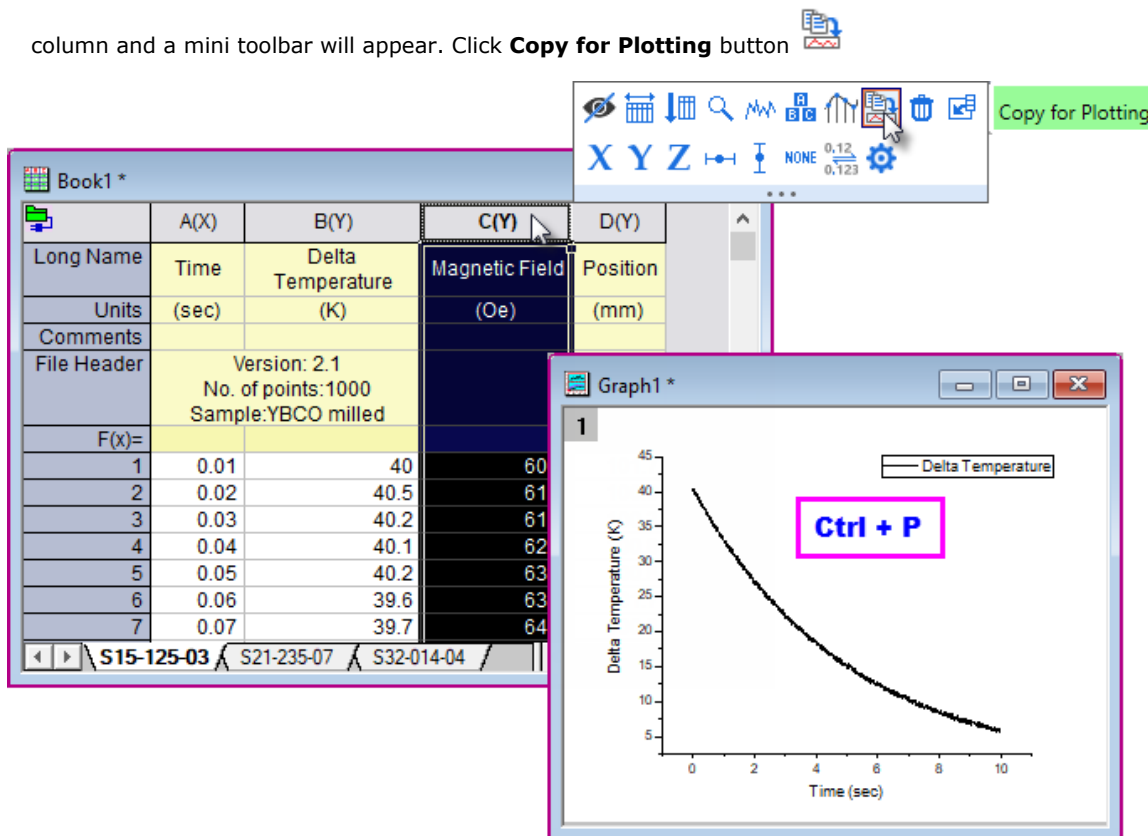 column and a mini toolbar will appear. Click Copy for Plotting button
A
B C
Copy for Plotting
X Y Z NONE 0.12 0.123
Book1 *
A(X) B(Y) C(Y) D(Y)
Long Name Time Delta Temperature Magnetic Field Position
Units (sec) (K) (Oe) (mm)
Comments
File Header Version: 2.1
No. of points:1000
Sample:YBCO milled
F(x)=
1 0.01 40 60
2 0.02 40.5 61
3 0.03 40.2 61
4 0.04 40.1 62
5 0.05 40.2 63
6 0.06 39.6 63
7 0.07 39.7 64
S15-125-03 S21-235-07 S32-014-04
Graph1 *
1
Delta Temperature
Ctrl + P
45
40
35
30
25
20
15
10
5
Delta Temperature (K)
0 2 4 6 8 10
Time (sec)